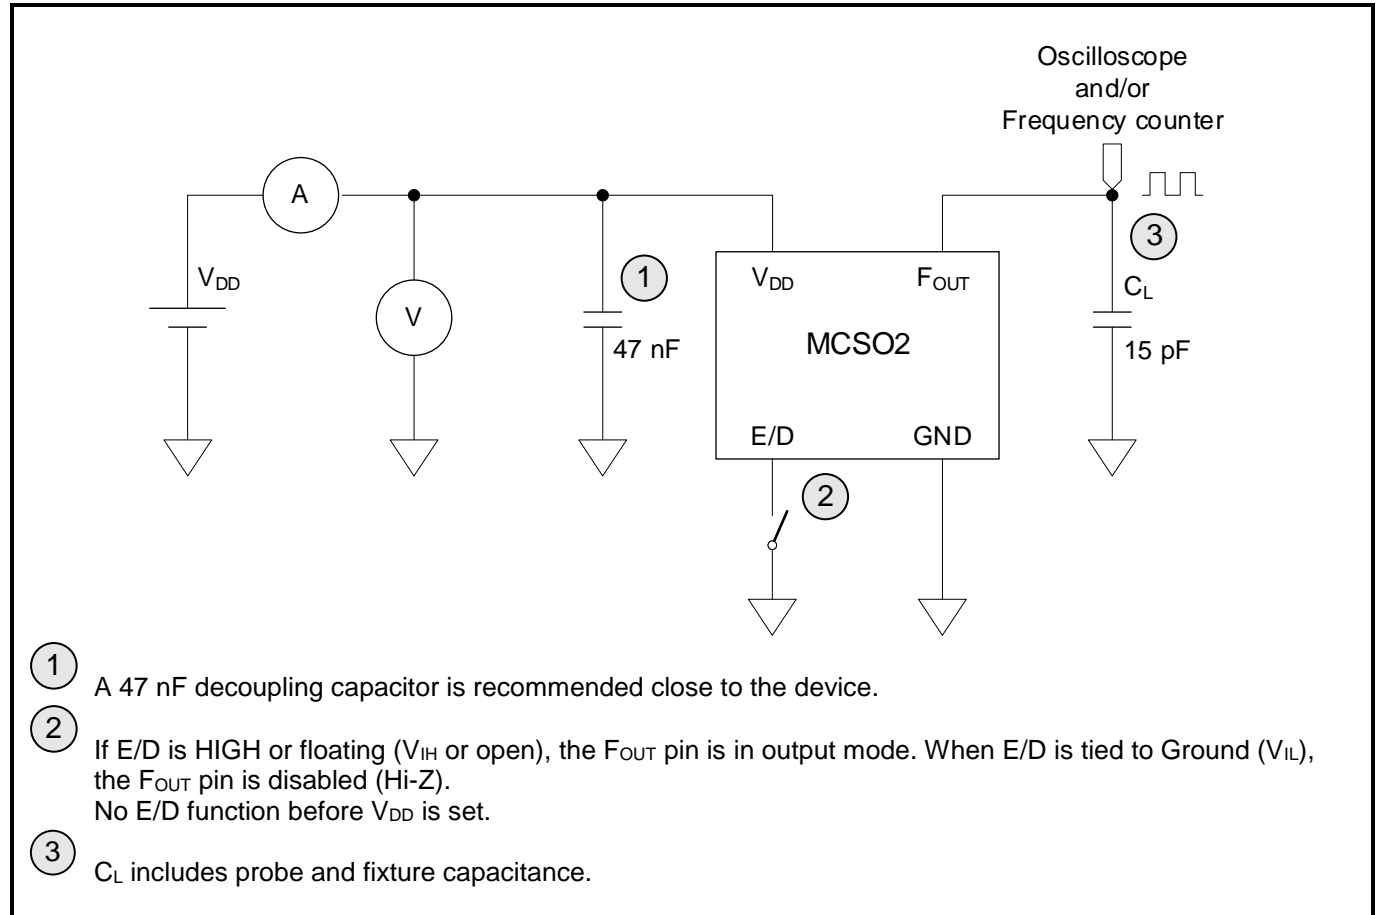 Oscilloscope
and/or
Frequency counter
A
3
VDD
1
VDD
FOUT
CL
V
MCSO2
47 nF
15 pF
E/D
GND
2
1
A 47 nF decoupling capacitor is recommended close to the device.
2
If E/D is HIGH or floating (VIH or open), the FOUT pin is in output mode. When E/D is tied to Ground (VIL),
the FOUT pin is disabled (Hi-Z).
No E/D function before VDD is set.
3
CL includes probe and fixture capacitance.